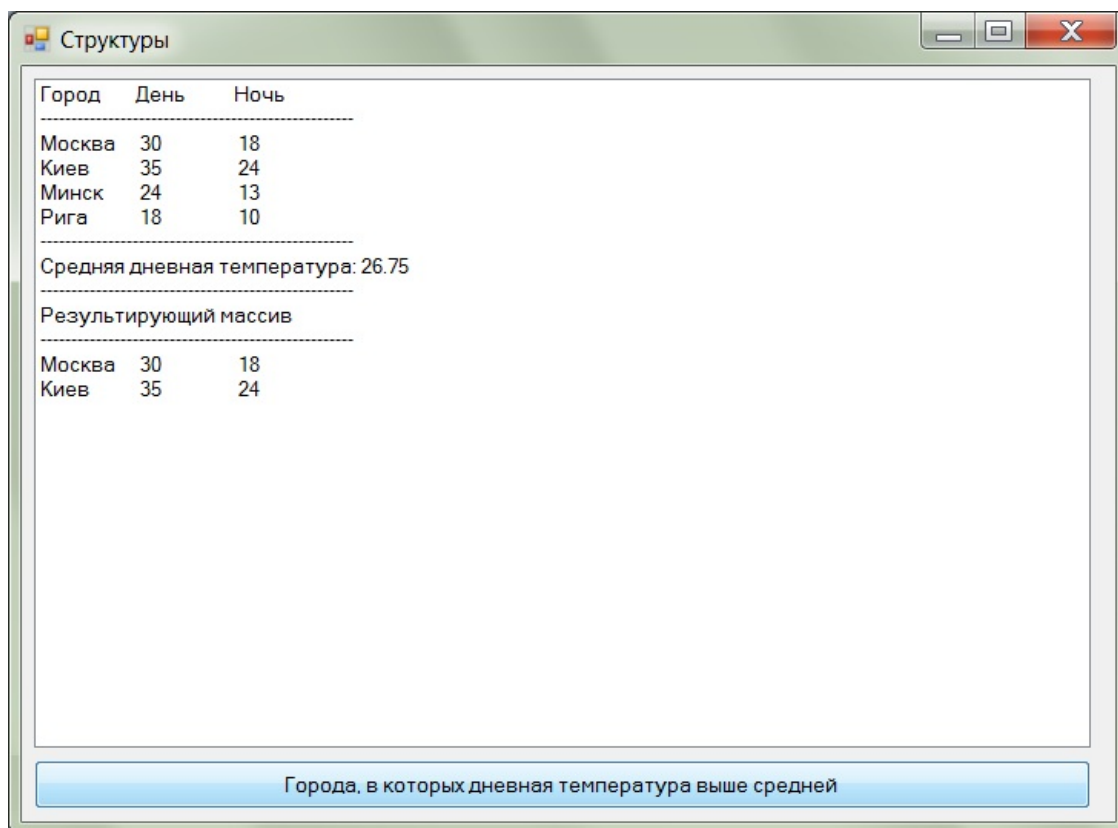 Структуры
Город День Ночь
--------------------------------------------------
Москва 30 18
Киев 35 24
Минск 24 13
Рига 18 10
--------------------------------------------------
Средняя дневная температура: 26.75
--------------------------------------------------
Результирующий массив
--------------------------------------------------
Москва 30 18
Киев 35 24
Города, в которых дневная температура выше средней